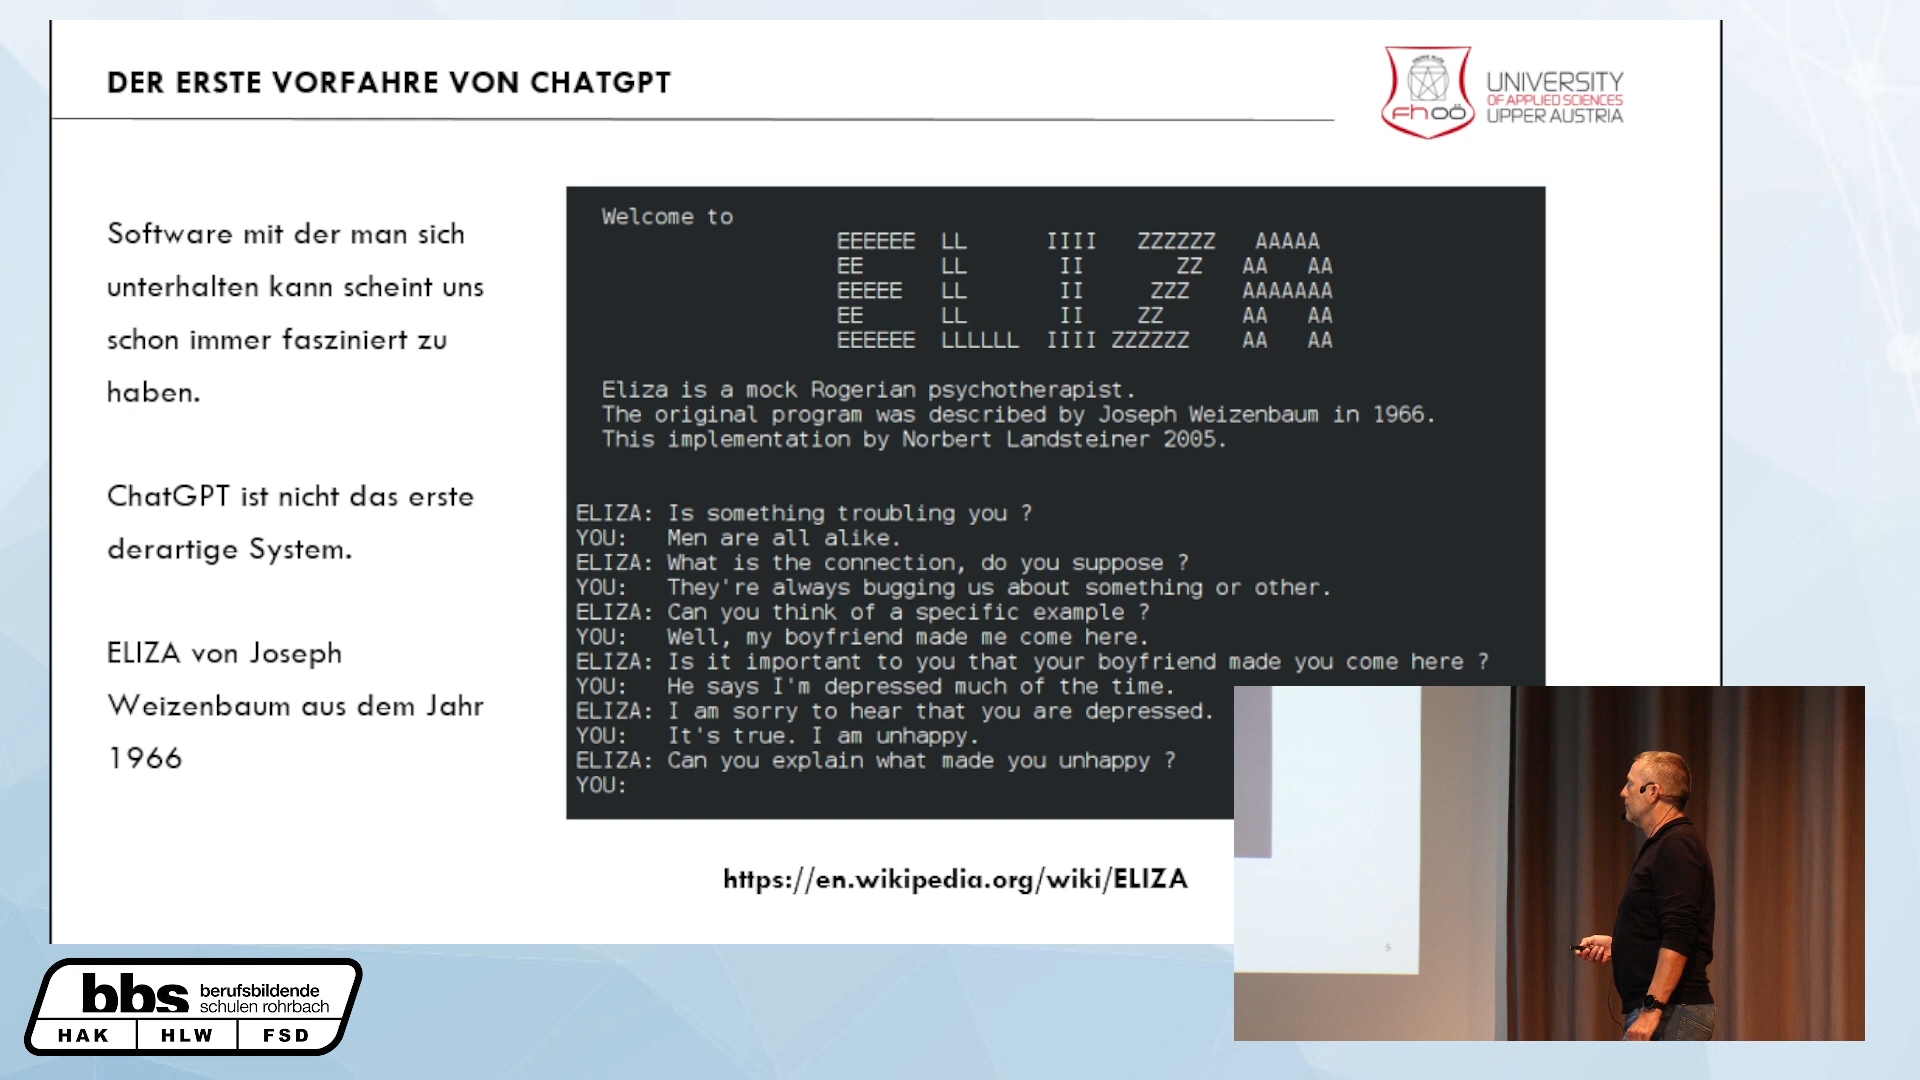 DER ERSTE VORFAHRE VON CHATGPT
fhoö
UNIVERSITY
OF APPLIED SCIENCES
UPPER AUSTRIA
Software mit der man sich
unterhalten kann scheint uns
schon immer fasziniert zu
haben.
ChatGPT ist nicht das erste
derartige System.
ELIZA von Joseph
Weizenbaum aus dem Jahr
1966
Welcome to
EEEEEE  LL      IIII   ZZZZZZ   AAAAA
EE      LL       II       ZZ   AA   AA
EEEEE   LL       II     ZZZ    AAAAAAA
EE      LL       II    ZZ      AA   AA
EEEEEE  LLLLLL  IIII ZZZZZZ    AA   AA
Eliza is a mock Rogerian psychotherapist.
The original program was described by Joseph Weizenbaum in 1966.
This implementation by Norbert Landsteiner 2005.
ELIZA: Is something troubling you ?
YOU:   Men are all alike.
ELIZA: What is the connection, do you suppose ?
YOU:   They're always bugging us about something or other.
ELIZA: Can you think of a specific example ?
YOU:   Well, my boyfriend made me come here.
ELIZA: Is it important to you that your boyfriend made you come here ?
YOU:   He says I'm depressed much of the time.
ELIZA: I am sorry to hear that you are depressed.
YOU:   It's true. I am unhappy.
ELIZA: Can you explain what made you unhappy ?
YOU:
https://en.wikipedia.org/wiki/ELIZA
5
bbs berufsbildende
schulen rohrbach
HAK HLW FSD